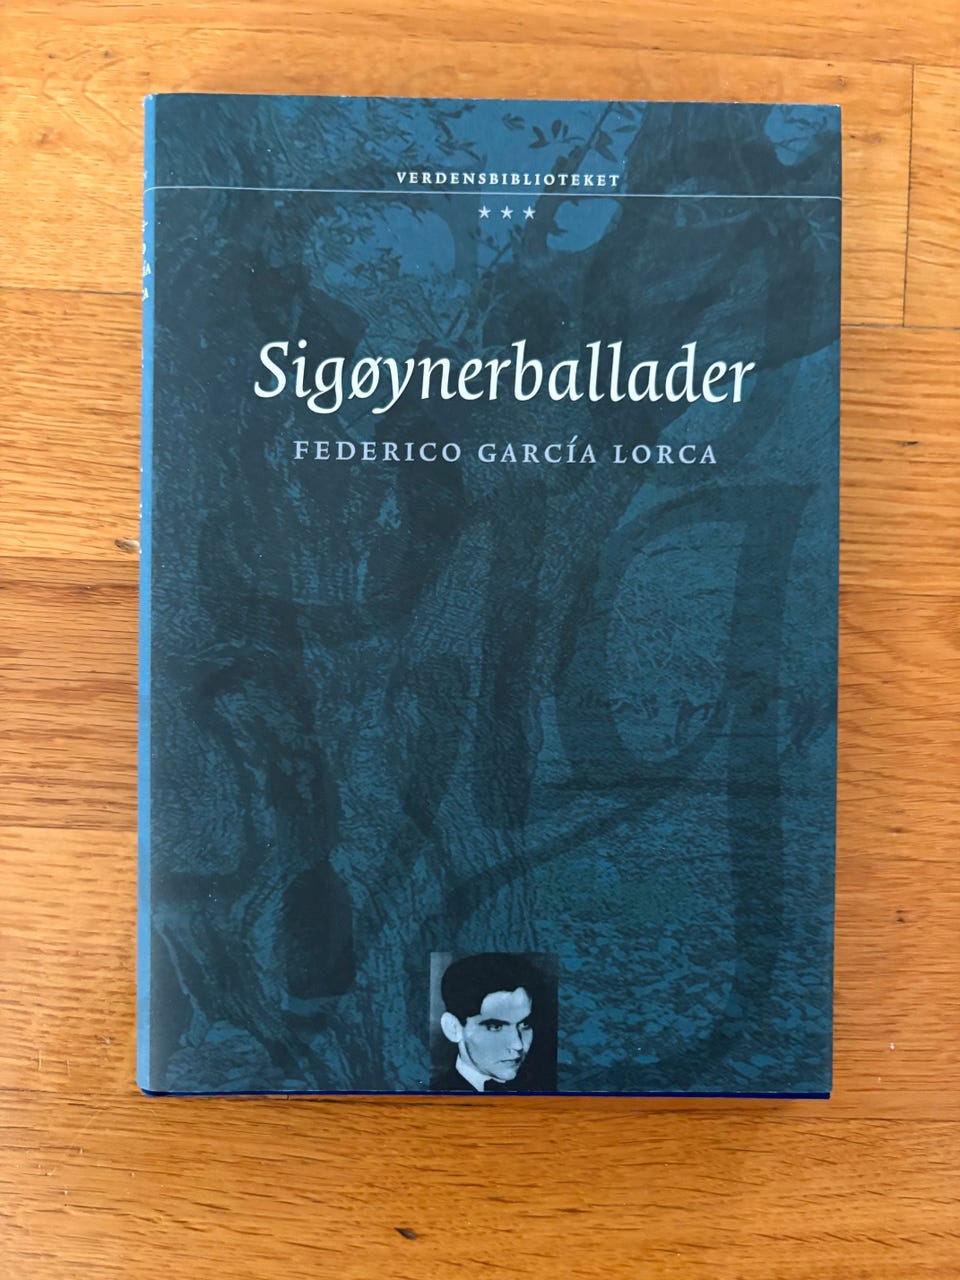 VERDENSBIBLIOTEKET
★ ★ ★
Sigøynerballader
FEDERICO GARCÍA LORCA